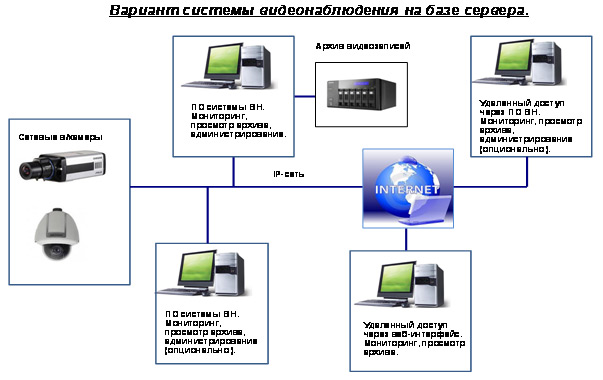 Вариант системы видеонаблюдения на базе сервера.
Архив видеозаписей
ПО системы ВН.
Мониторинг,
просмотр архива,
администрирование.
Удаленный доступ
через ПО ВН.
Мониторинг, просмотр
архива,
администрирование
(опционально).
Сетевые в/камеры
IP-сеть
INTERNET
ПО системы ВН.
Мониторинг,
просмотр архива,
администрирование
(опционально).
Удаленный доступ
через веб-интерфейс.
Мониторинг, просмотр
архива.